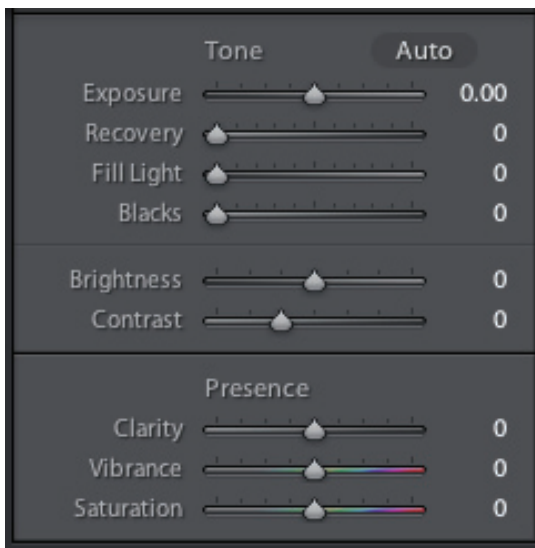 Tone Auto
Exposure 0.00
Recovery 0
Fill Light 0
Blacks 0
Brightness 0
Contrast 0
Presence
Clarity 0
Vibrance 0
Saturation 0